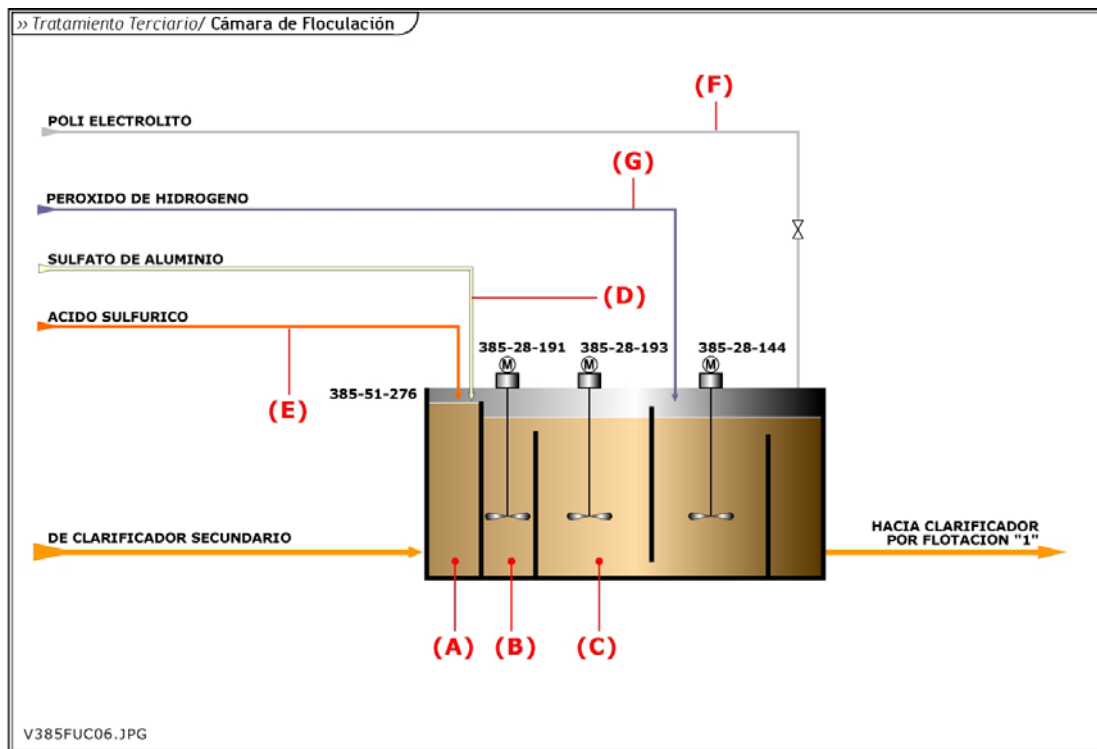 » Tratamiento Terciario/ Cámara de Floculación
(F)
POLI ELECTROLITO
(G)
PEROXIDO DE HIDROGENO
SULFATO DE ALUMINIO
(D)
ACIDO SULFURICO
385-28-191
385-28-193
385-28-144
M
M
M
385-51-276
(E)
DE CLARIFICADOR SECUNDARIO
HACIA CLARIFICADOR
POR FLOTACION "1"
(A)
(B)
(C)
V385FUC06.JPG